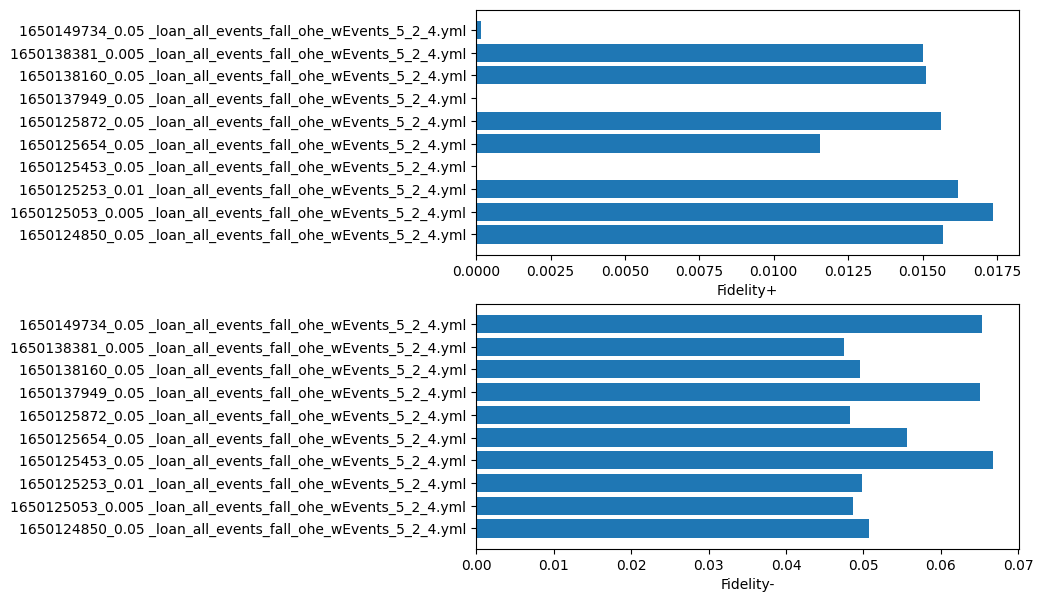 1650149734_0.05 _loan_all_events_fall_ohe_wEvents_5_2_4.yml
1650138381_0.005 _loan_all_events_fall_ohe_wEvents_5_2_4.yml
1650138160_0.05 _loan_all_events_fall_ohe_wEvents_5_2_4.yml
1650137949_0.05 _loan_all_events_fall_ohe_wEvents_5_2_4.yml
1650125872_0.05 _loan_all_events_fall_ohe_wEvents_5_2_4.yml
1650125654_0.05 _loan_all_events_fall_ohe_wEvents_5_2_4.yml
1650125453_0.05 _loan_all_events_fall_ohe_wEvents_5_2_4.yml
1650125253_0.01 _loan_all_events_fall_ohe_wEvents_5_2_4.yml
1650125053_0.005 _loan_all_events_fall_ohe_wEvents_5_2_4.yml
1650124850_0.05 _loan_all_events_fall_ohe_wEvents_5_2_4.yml
0.0000 0.0025 0.0050 0.0075 0.0100 0.0125 0.0150 0.0175
Fidelity+
1650149734_0.05 _loan_all_events_fall_ohe_wEvents_5_2_4.yml
1650138381_0.005 _loan_all_events_fall_ohe_wEvents_5_2_4.yml
1650138160_0.05 _loan_all_events_fall_ohe_wEvents_5_2_4.yml
1650137949_0.05 _loan_all_events_fall_ohe_wEvents_5_2_4.yml
1650125872_0.05 _loan_all_events_fall_ohe_wEvents_5_2_4.yml
1650125654_0.05 _loan_all_events_fall_ohe_wEvents_5_2_4.yml
1650125453_0.05 _loan_all_events_fall_ohe_wEvents_5_2_4.yml
1650125253_0.01 _loan_all_events_fall_ohe_wEvents_5_2_4.yml
1650125053_0.005 _loan_all_events_fall_ohe_wEvents_5_2_4.yml
1650124850_0.05 _loan_all_events_fall_ohe_wEvents_5_2_4.yml
0.00 0.01 0.02 0.03 0.04 0.05 0.06 0.07
Fidelity-